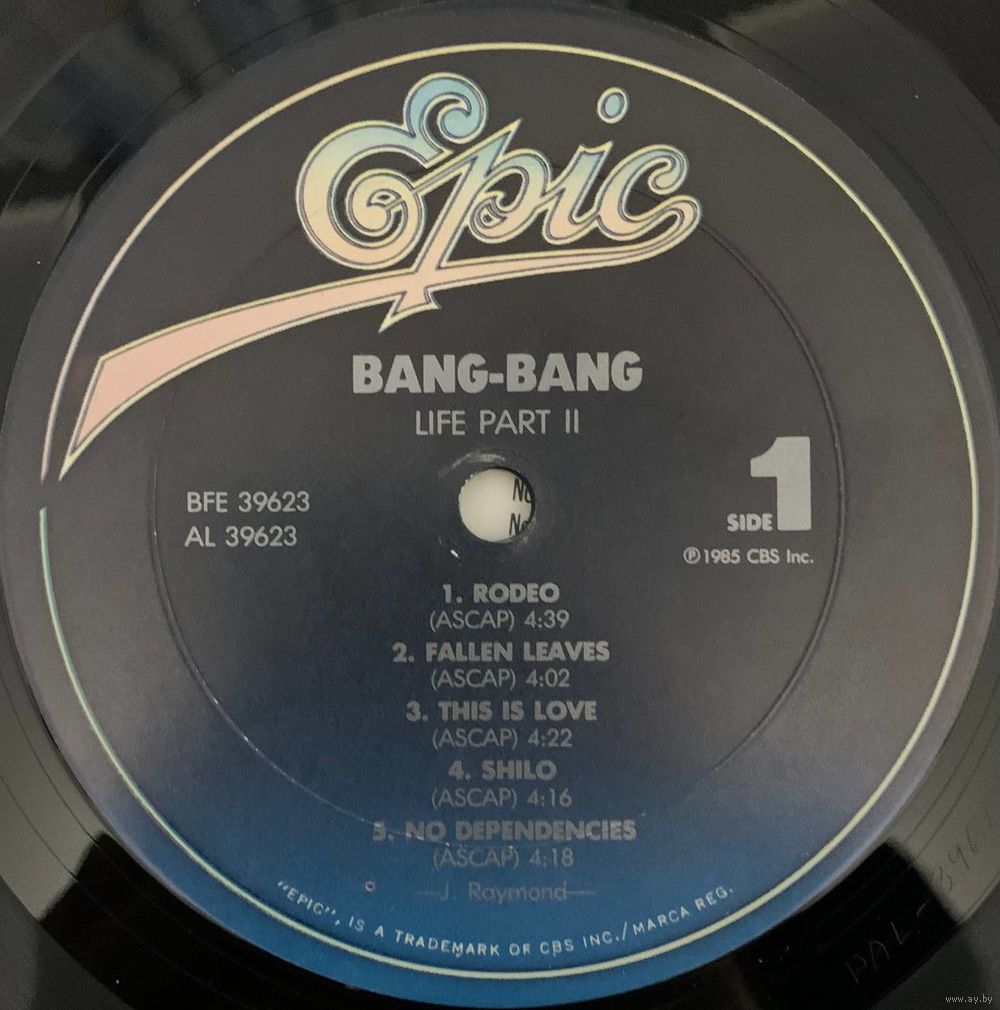 Epic
BANG-BANG
LIFE PART II
BFE 39623
AL 39623
SIDE 1
℗ 1985 CBS Inc.
1. RODEO
(ASCAP) 4:39
2. FALLEN LEAVES
(ASCAP) 4:02
3. THIS IS LOVE
(ASCAP) 4:22
4. SHILO
(ASCAP) 4:16
5. NO DEPENDENCIES
(ASCAP) 4:18
—J. Raymond—
"EPIC", IS A TRADEMARK OF CBS INC./MARCA REG.
PAL-
www.ay.by